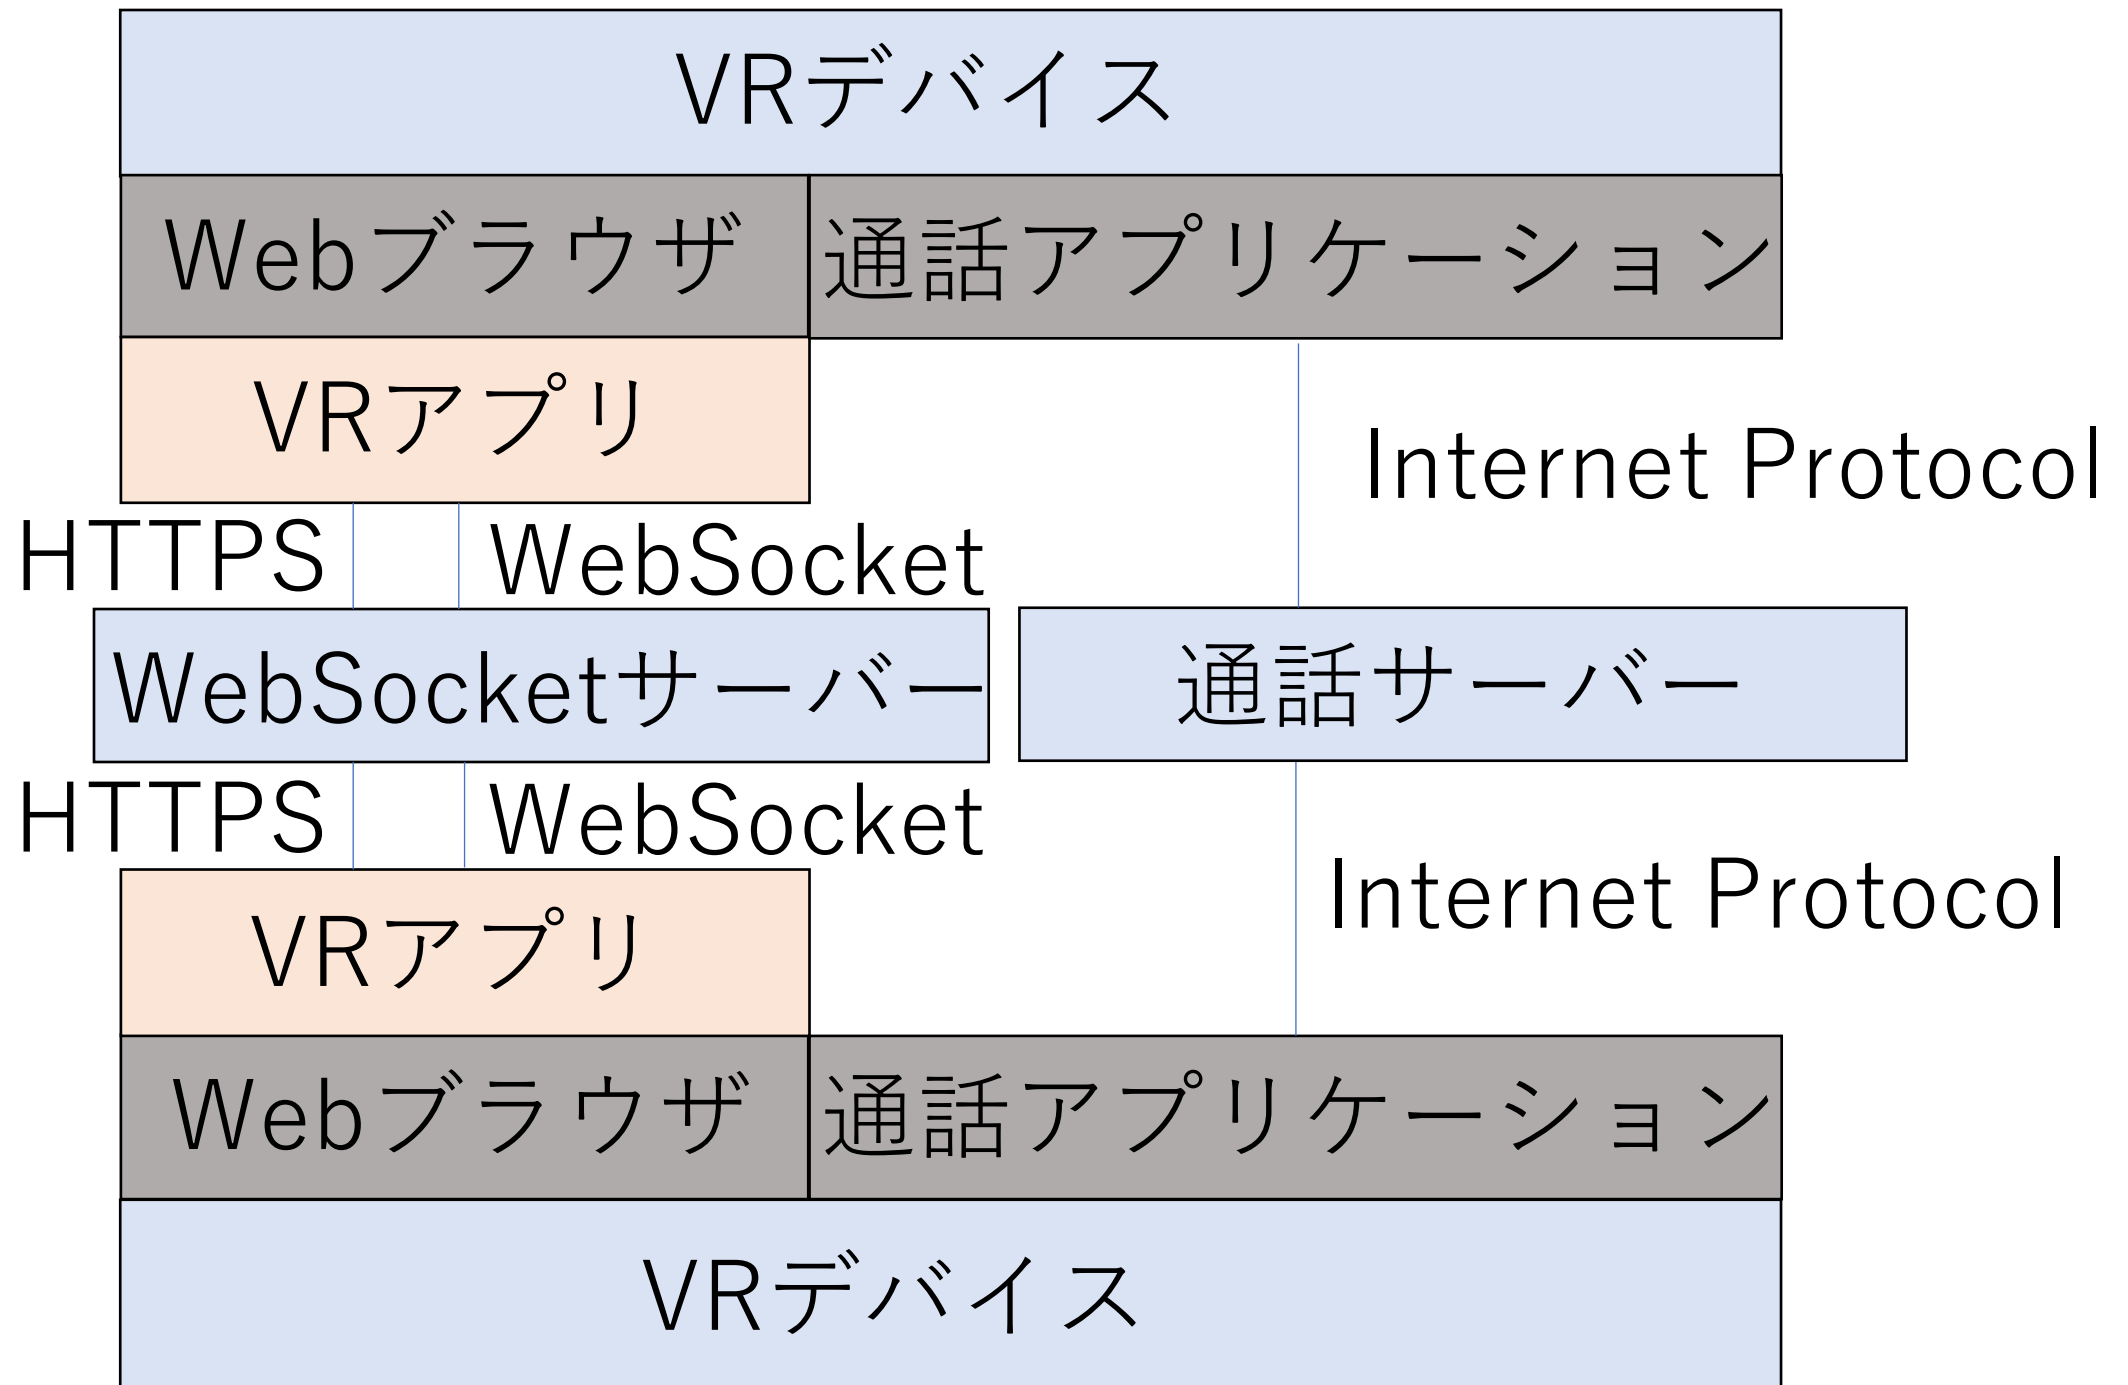 VRデバイス
Webブラウザ
通話アプリケーション
VRアプリ
Internet Protocol
HTTPS
WebSocket
WebSocketサーバー
通話サーバー
HTTPS
WebSocket
Internet Protocol
VRアプリ
Webブラウザ
通話アプリケーション
VRデバイス